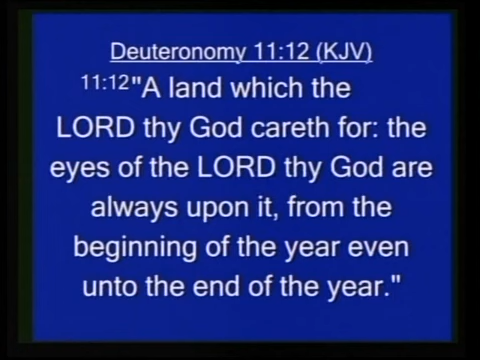 Deuteronomy 11:12 (KJV)
11:12"A land which the
LORD thy God careth for: the
eyes of the LORD thy God are
always upon it, from the
beginning of the year even
unto the end of the year."